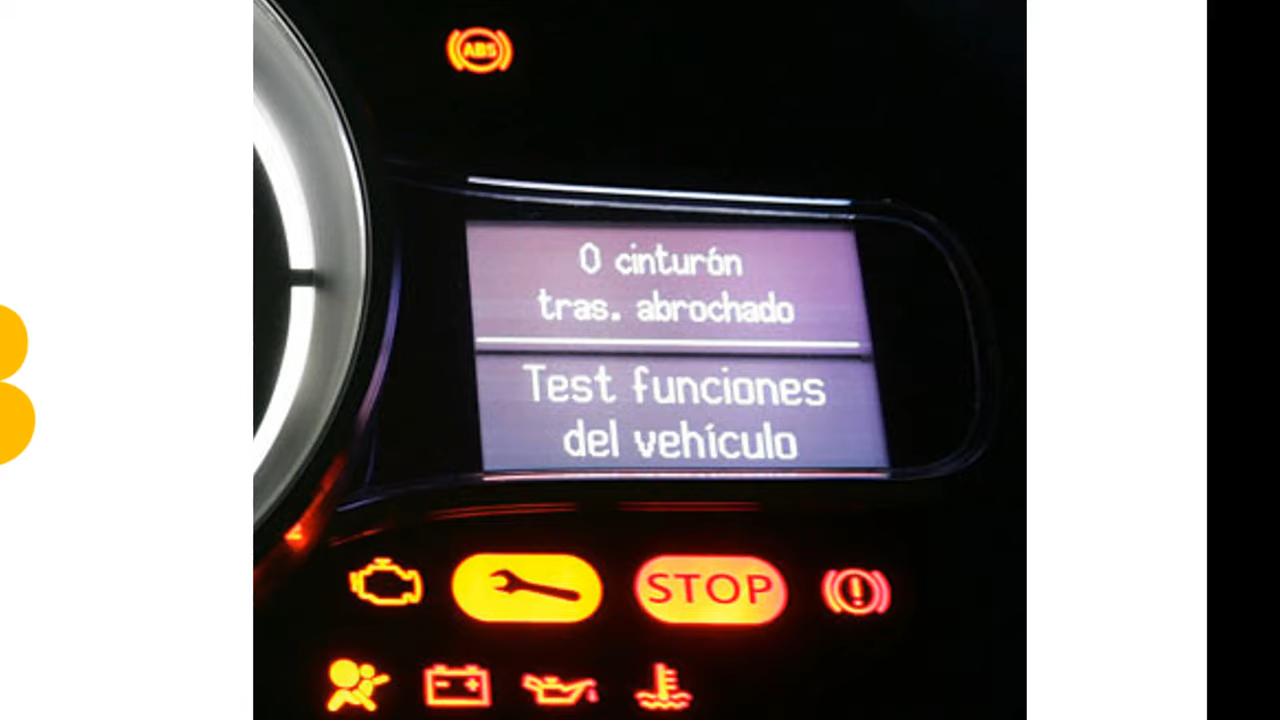 ABS
0 cinturón
tras. abrochado
Test funciones
del vehículo
STOP